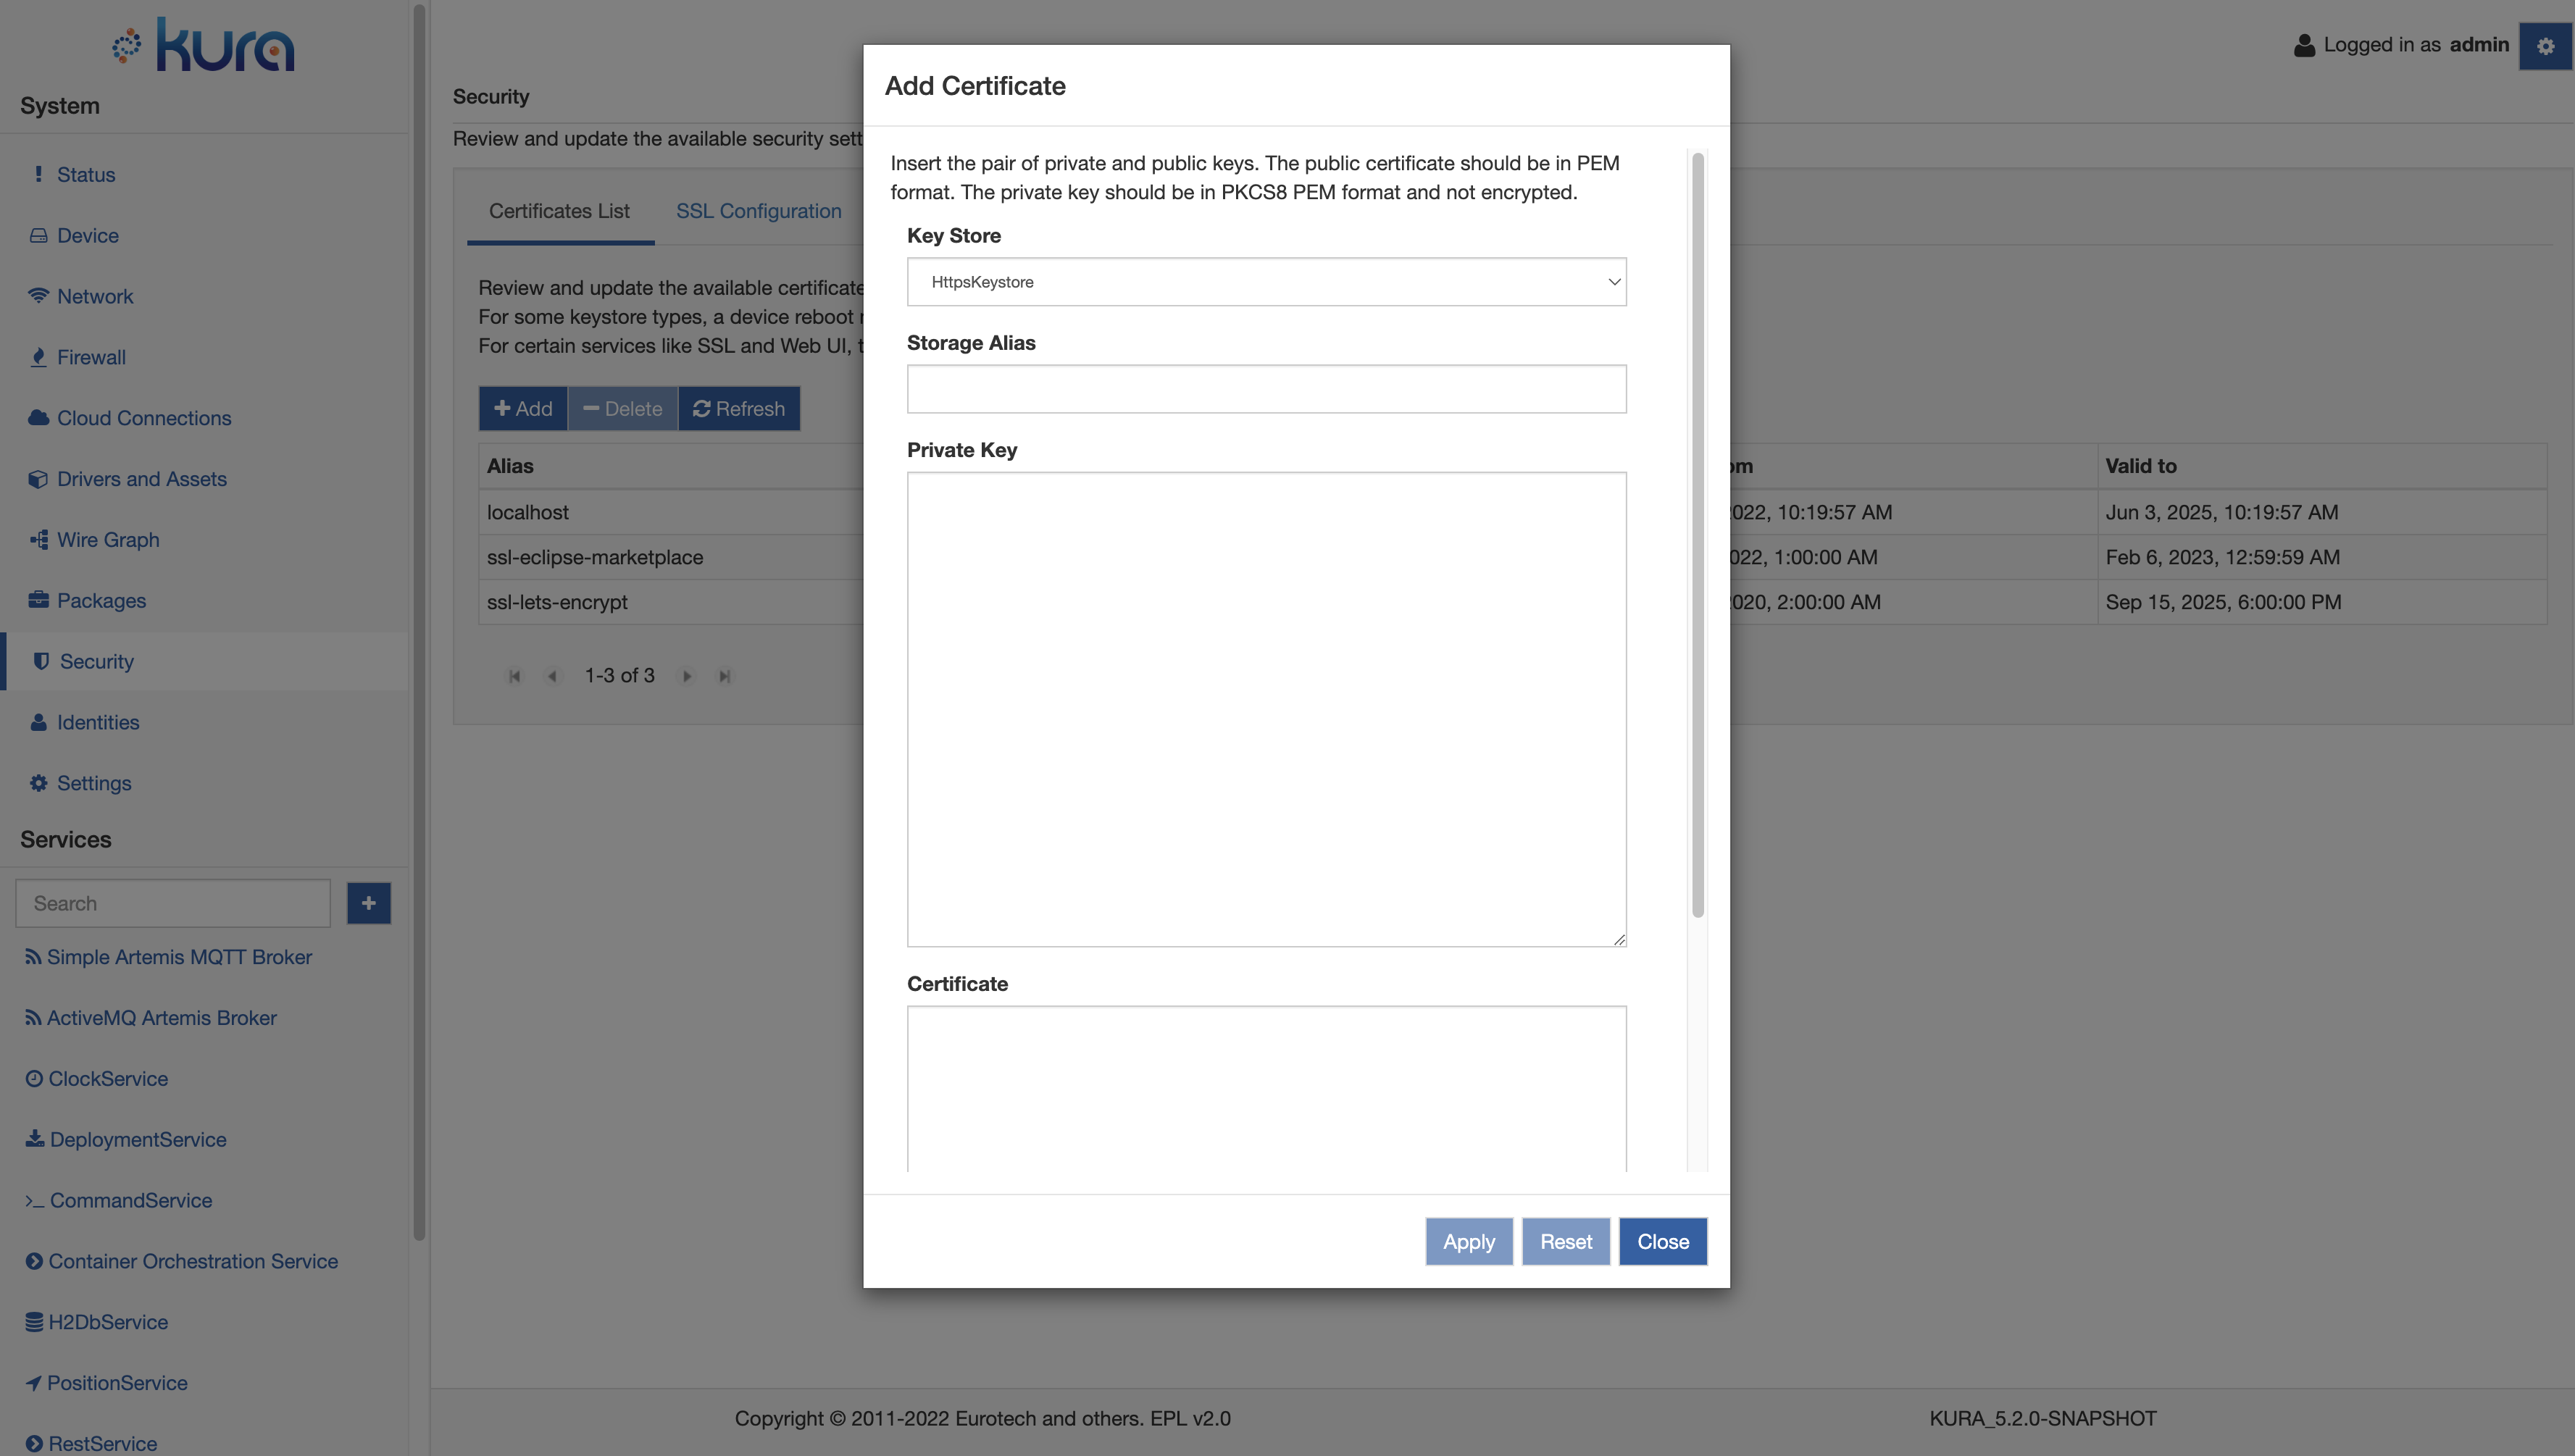 kura
System
Status
Device
Network
Firewall
Cloud Connections
Drivers and Assets
Wire Graph
Packages
Security
Identities
Settings
Services
Search
Simple Artemis MQTT Broker
ActiveMQ Artemis Broker
ClockService
DeploymentService
CommandService
Container Orchestration Service
H2DbService
PositionService
RestService
Logged in as admin
Security
Review and update the available security sett
Certificates List SSL Configuration
Review and update the available certificate
For some keystore types, a device reboot
For certain services like SSL and Web UI,
Add Delete Refresh
Alias Valid to
localhost 2022, 10:19:57 AM Jun 3, 2025, 10:19:57 AM
ssl-eclipse-marketplace 022, 1:00:00 AM Feb 6, 2023, 12:59:59 AM
ssl-lets-encrypt 2020, 2:00:00 AM Sep 15, 2025, 6:00:00 PM
1-3 of 3
Add Certificate
Insert the pair of private and public keys. The public certificate should be in PEM
format. The private key should be in PKCS8 PEM format and not encrypted.
Key Store
HttpsKeystore
Storage Alias
Private Key
Certificate
Apply Reset Close
Copyright © 2011-2022 Eurotech and others. EPL v2.0 KURA_5.2.0-SNAPSHOT